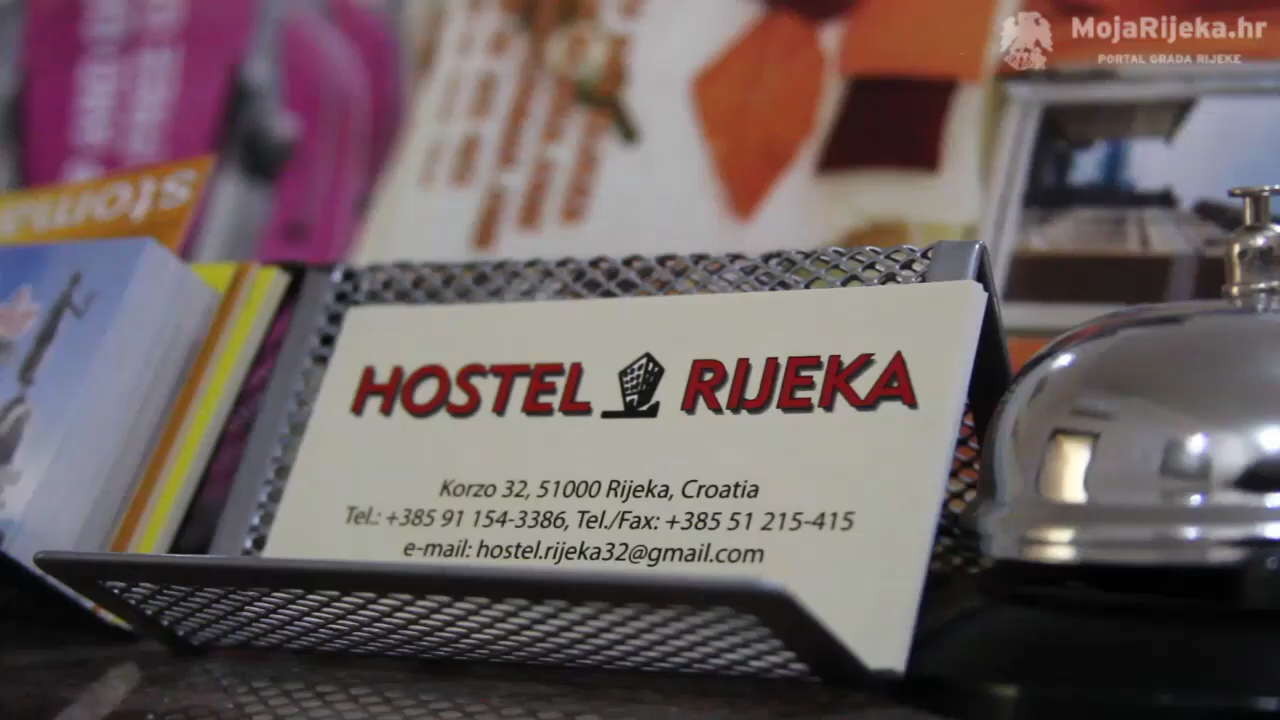 MojaRijeka.hr
PORTAL GRADA RIJEKE
stoma
HOSTEL RIJEKA
Korzo 32, 51000 Rijeka, Croatia
Tel.: +385 91 154-3386, Tel./Fax: +385 51 215-415
e-mail: hostel.rijeka32@gmail.com